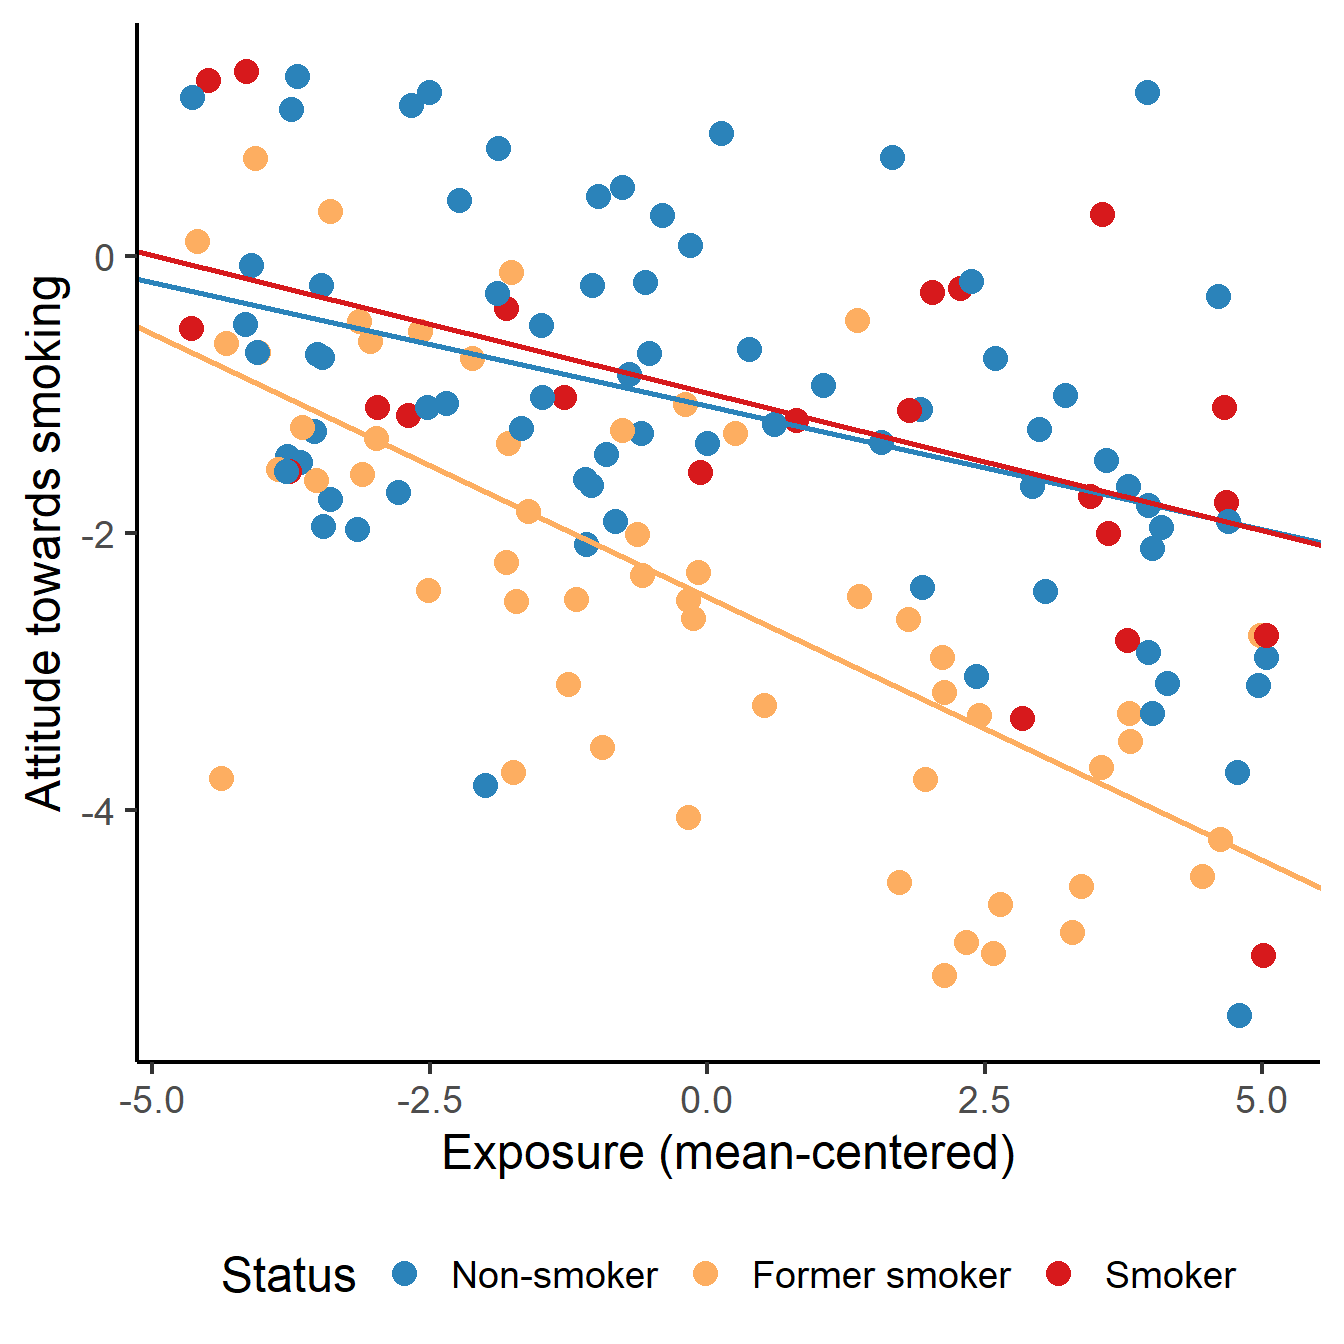 Attitude towards smoking
0
-2
-4
-5.0 -2.5 0.0 2.5 5.0
Exposure (mean-centered)
Status Non-smoker Former smoker Smoker